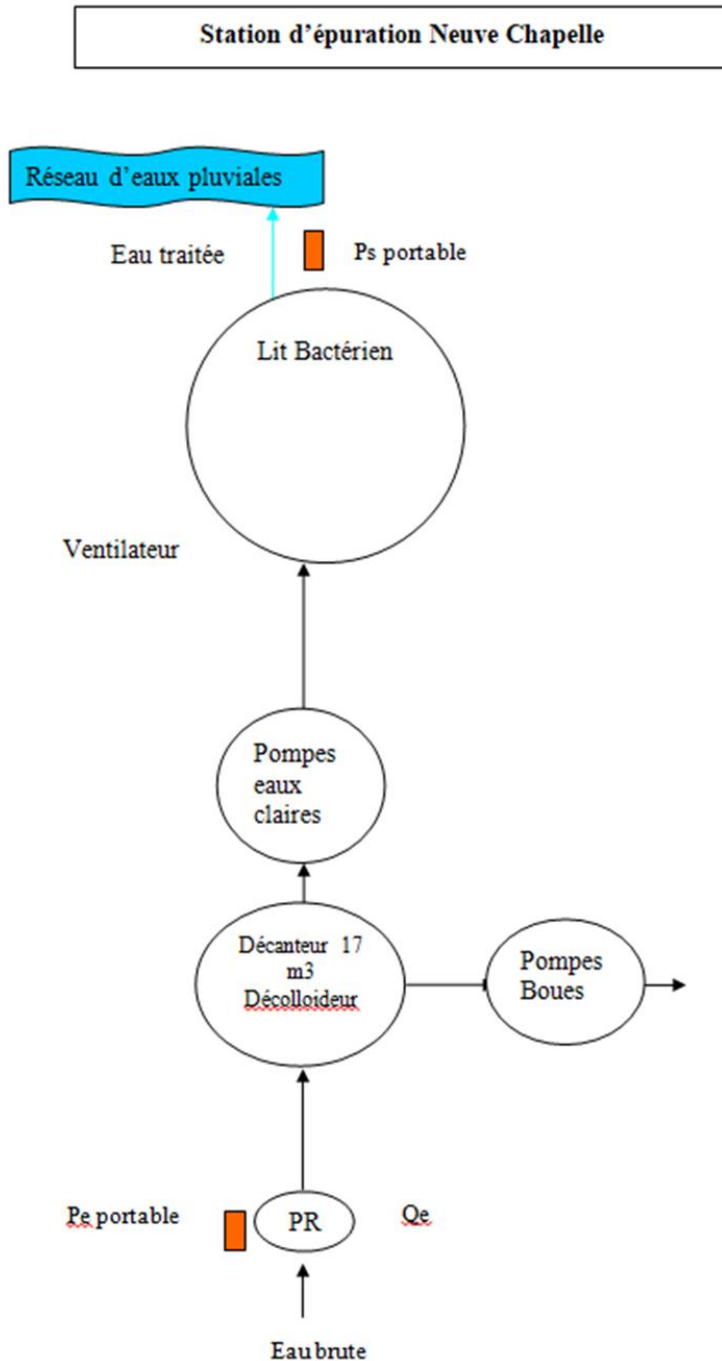 Station d'épuration Neuve Chapelle
Réseau d'eaux pluviales
Eau traitée
Ps portable
Lit Bactérien
Ventilateur
Pompes
eaux
claires
Décanteur 17
m3
Décolloideur
Pompes
Boues
Pe portable
PR
Qe
Eau brute